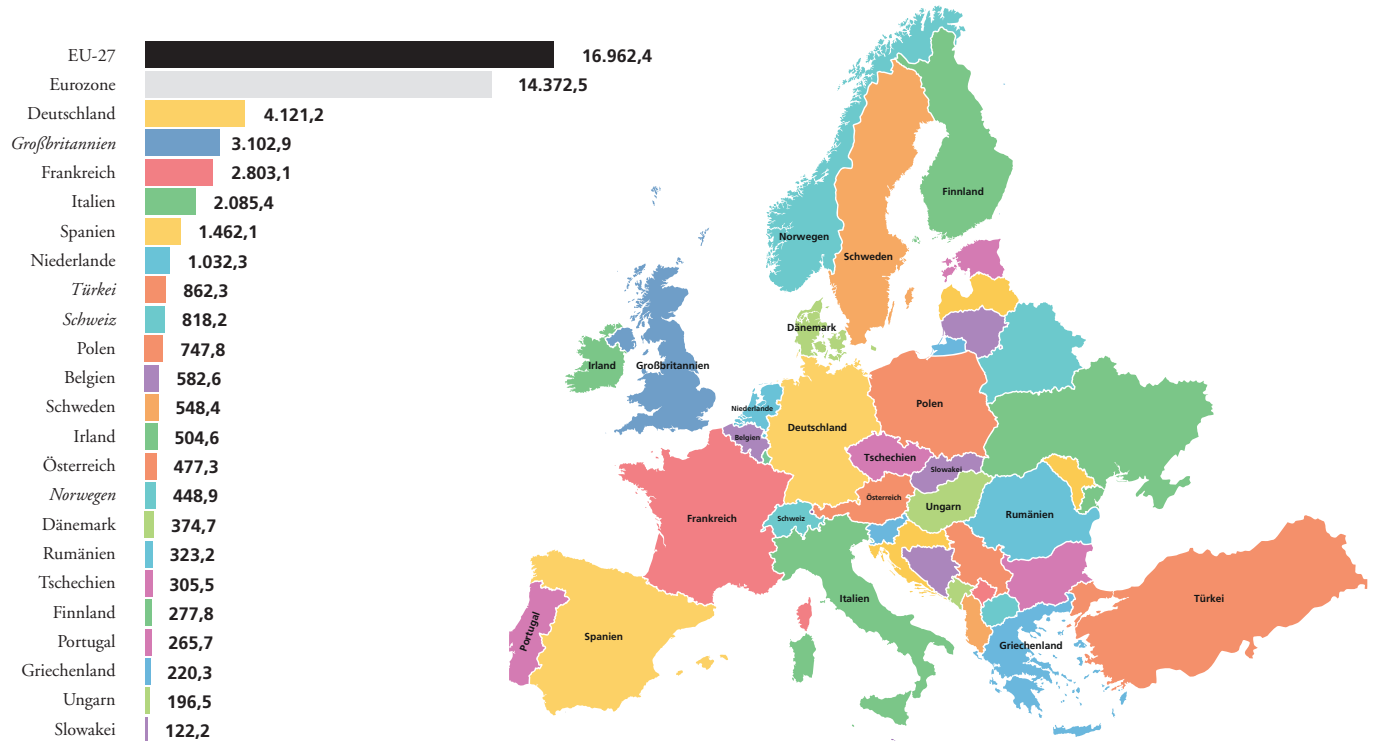 EU-27 16.962,4
Eurozone 14.372,5
Deutschland 4.121,2
Großbritannien 3.102,9
Frankreich 2.803,1
Italien 2.085,4
Spanien 1.462,1
Niederlande 1.032,3
Türkei 862,3
Schweiz 818,2
Polen 747,8
Belgien 582,6
Schweden 548,4
Irland 504,6
Österreich 477,3
Norwegen 448,9
Dänemark 374,7
Rumänien 323,2
Tschechien 305,5
Finnland 277,8
Portugal 265,7
Griechenland 220,3
Ungarn 196,5
Slowakei 122,2
Finnland
Norwegen
Schweden
Dänemark
Irland
Großbritannien
Niederlande
Polen
Deutschland
Belgien
Tschechien
Slowakei
Österreich
Ungarn
Rumänien
Frankreich
Schweiz
Italien
Türkei
Portugal
Spanien
Griechenland